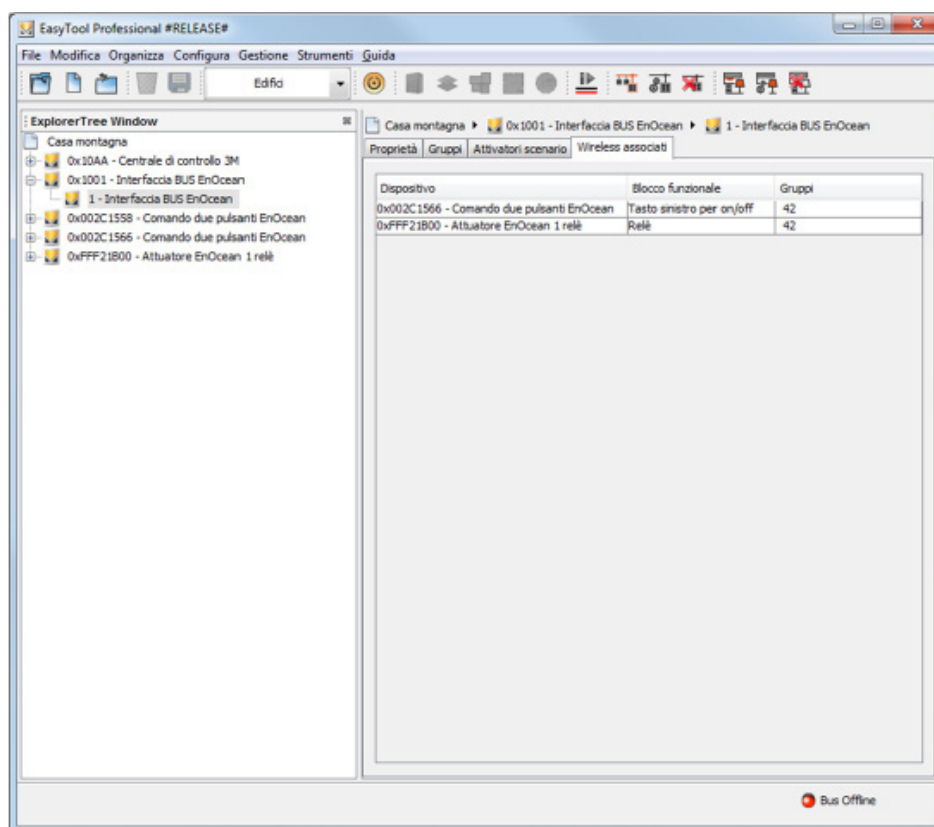 EasyTool Professional #RELEASE#
File Modifica Organizza Configura Gestione Strumenti Guida
Edifici
ExplorerTree Window
Casa montagna
0x10AA - Centrale di controllo 3M
0x1001 - Interfaccia BUS EnOcean
1 - Interfaccia BUS EnOcean
0x002C1558 - Comando due pulsanti EnOcean
0x002C1566 - Comando due pulsanti EnOcean
0xFFF21B00 - Attuatore EnOcean 1 relè
Casa montagna 0x1001 - Interfaccia BUS EnOcean 1 - Interfaccia BUS EnOcean
Proprietà Gruppi Attivatori scenario Wireless associati
Dispositivo Blocco funzionale Gruppi
0x002C1566 - Comando due pulsanti EnOcean Tasto sinistro per on/off 42
0xFFF21B00 - Attuatore EnOcean 1 relè Relè 42
Bus Offline